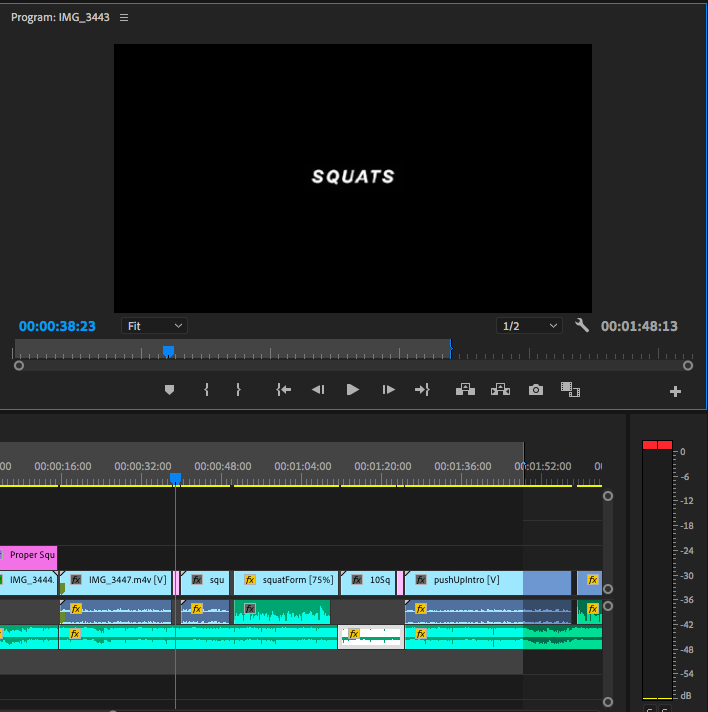 Program: IMG_3443
SQUATS
00:00:38:23
Fit
1/2
00:01:48:13
00
00:00:16:00
00:00:32:00
00:00:48:00
00:01:04:00
00:01:20:00
00:01:36:00
00:01:52:00
0
Proper Squ
IMG_3444.
fx
IMG_3447.m4v [V]
fx
squ
fx
squatForm [75%]
fx
10Sq
fx
pushUpIntro [V]
fx
fx
fx
fx
fx
fx
fx
fx
fx
0
-6
-12
-18
-24
-30
-36
-42
-48
-54
dB
S
S